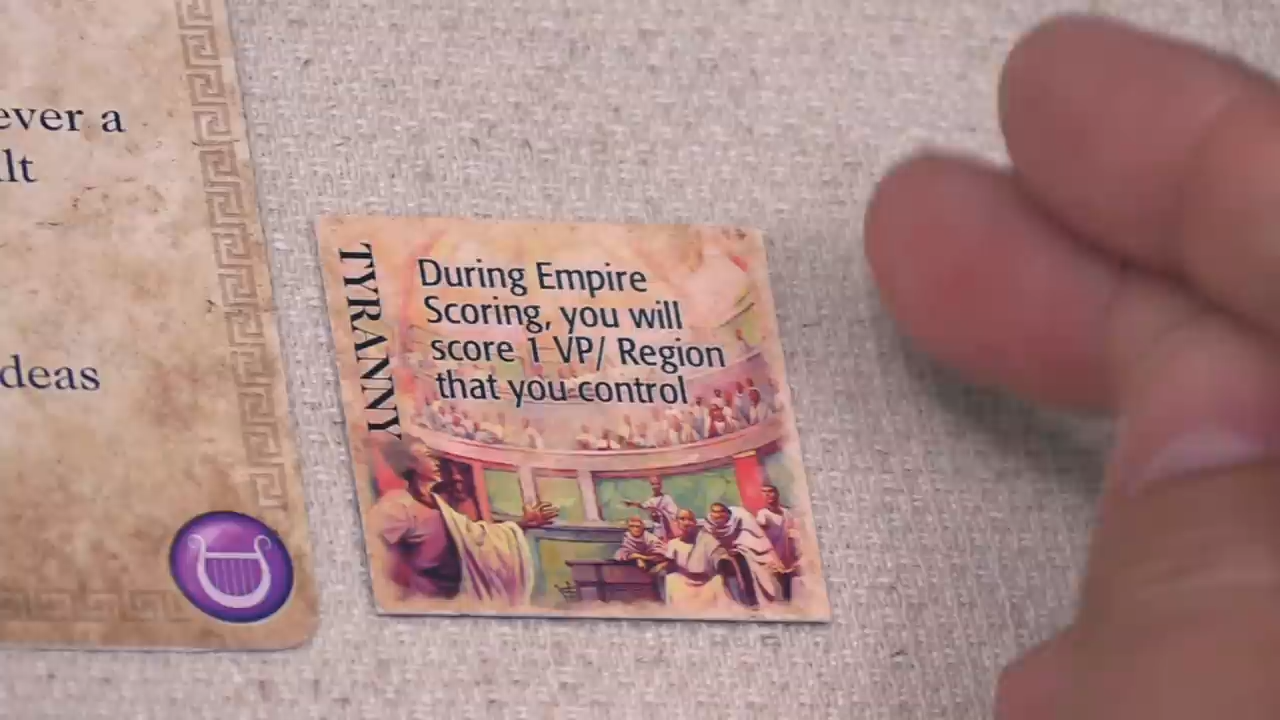 ever a
lt
deas
TYRANNY
During Empire
Scoring, you will
score 1 VP/ Region
that you control